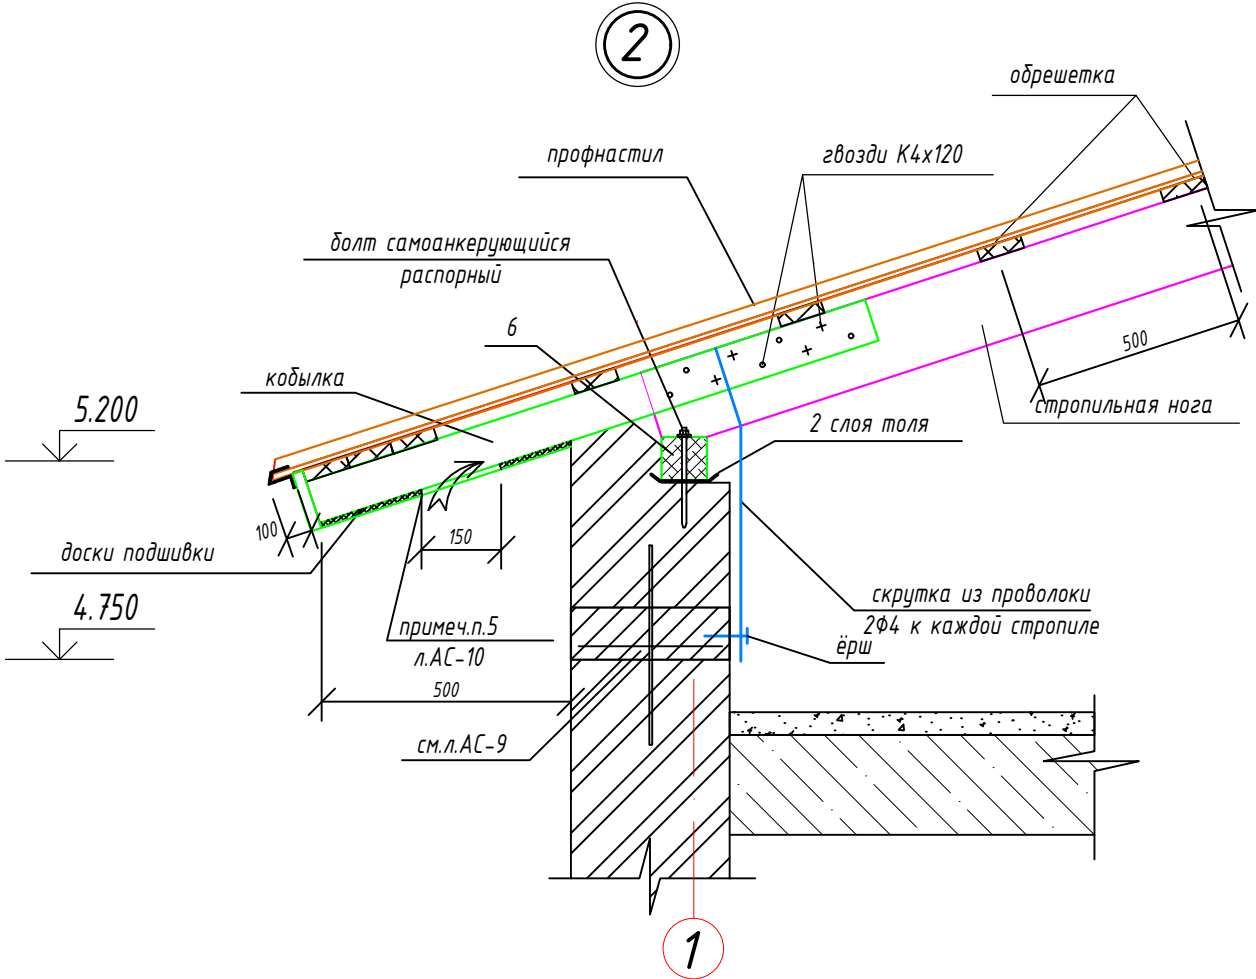 2
обрешетка
профнастил
гвозди К4х120
болт самоанкерующийся
распорный
6
500
кобылка
5.200
стропильная нога
2 слоя толя
100
150
доски подшивки
4.750
скрутка из проволоки
2Ф4 к каждой стропиле
примеч.п.5
л.АС-10
ёрш
500
см.л.АС-9
1